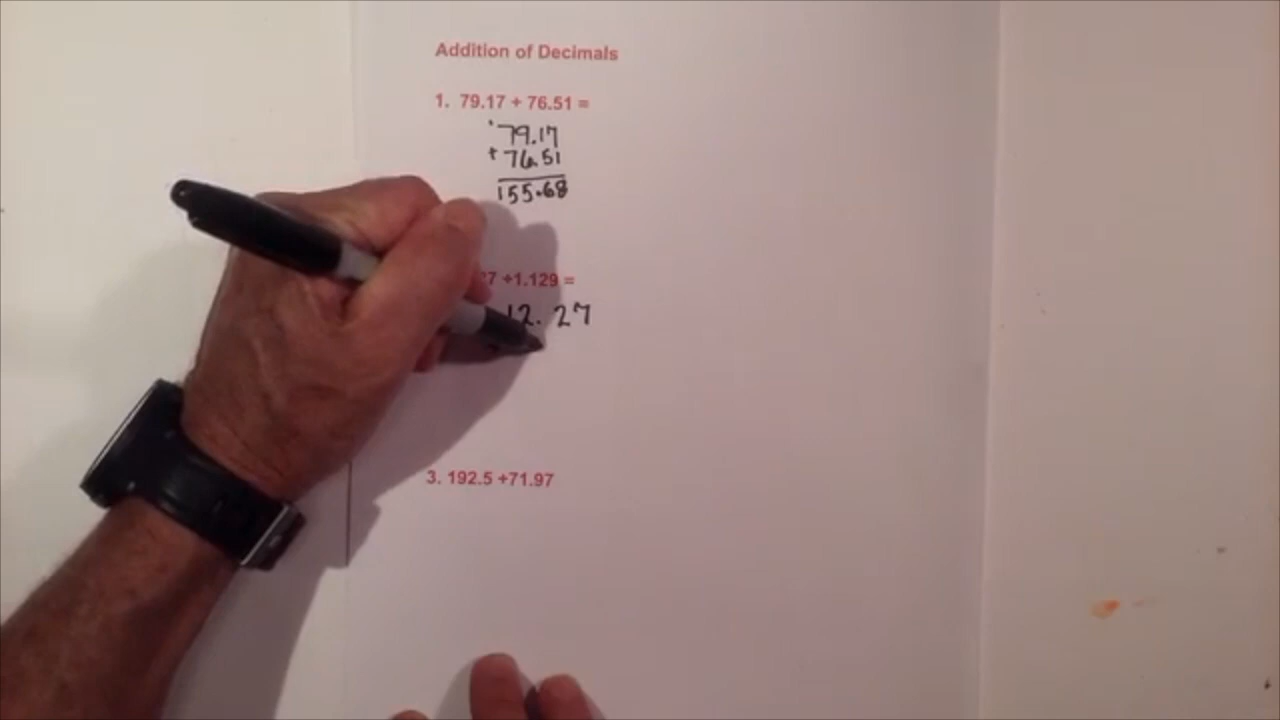 Addition of Decimals
1. 79.17 + 76.51 =
79.17
+ 76.51
155.68
27 +1.129 =
12. 27
3. 192.5 +71.97